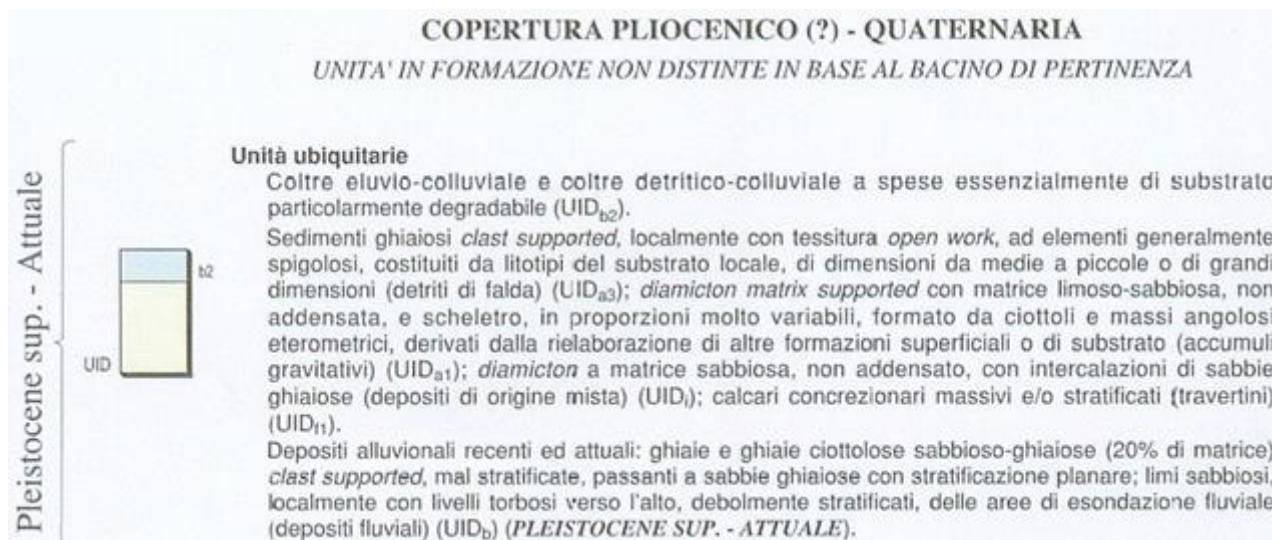 COPERTURA PLIOCENICO (?) - QUATERNARIA
UNITA' IN FORMAZIONE NON DISTINTE IN BASE AL BACINO DI PERTINENZA
Pleistocene sup. - Attuale
b2
UID
Unità ubiquitarie
Coltre eluvio-colluviale e coltre detritico-colluviale a spese essenzialmente di substrato
particolarmente degradabile (UIDb2).
Sedimenti ghiaiosi clast supported, localmente con tessitura open work, ad elementi generalmente
spigolosi, costituiti da litotipi del substrato locale, di dimensioni da medie a piccole o di grandi
dimensioni (detriti di falda) (UIDa3); diamicton matrix supported con matrice limoso-sabbiosa, non
addensata, e scheletro, in proporzioni molto variabili, formato da ciottoli e massi angolosi
eterometrici, derivati dalla rielaborazione di altre formazioni superficiali o di substrato (accumuli
gravitativi) (UIDa1); diamicton a matrice sabbiosa, non addensato, con intercalazioni di sabbie
ghiaiose (depositi di origine mista) (UIDi); calcari concrezionari massivi e/o stratificati (travertini)
(UIDf1).
Depositi alluvionali recenti ed attuali: ghiaie e ghiaie ciottolose sabbioso-ghiaiose (20% di matrice)
clast supported, mal stratificate, passanti a sabbie ghiaiose con stratificazione planare; limi sabbiosi,
localmente con livelli torbosi verso l'alto, debolmente stratificati, delle aree di esondazione fluviale
(depositi fluviali) (UIDb) (PLEISTOCENE SUP. - ATTUALE).